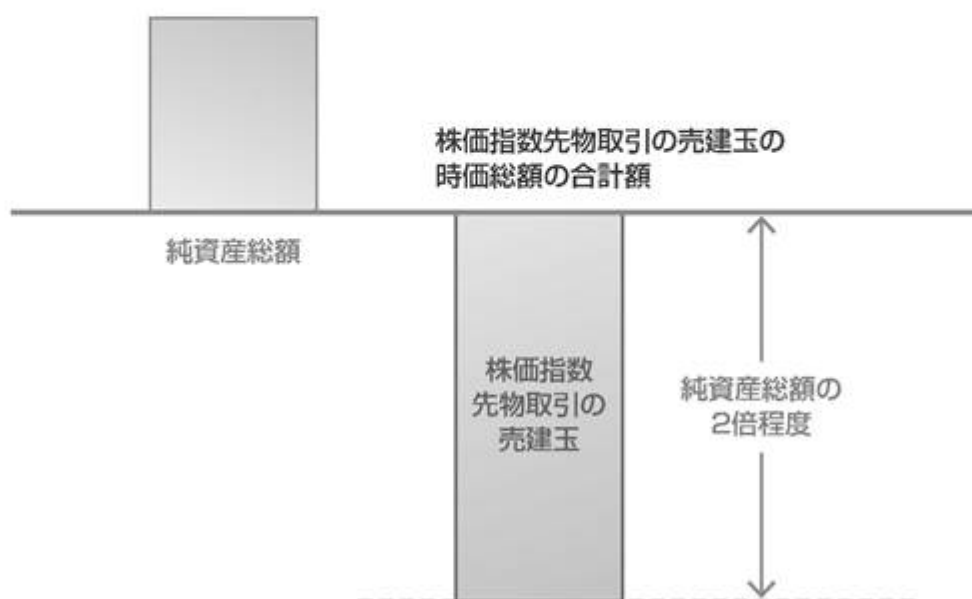 株価指数先物取引の売建玉の
時価総額の合計額
純資産総額
株価指数
先物取引の
売建玉
純資産総額の
2倍程度